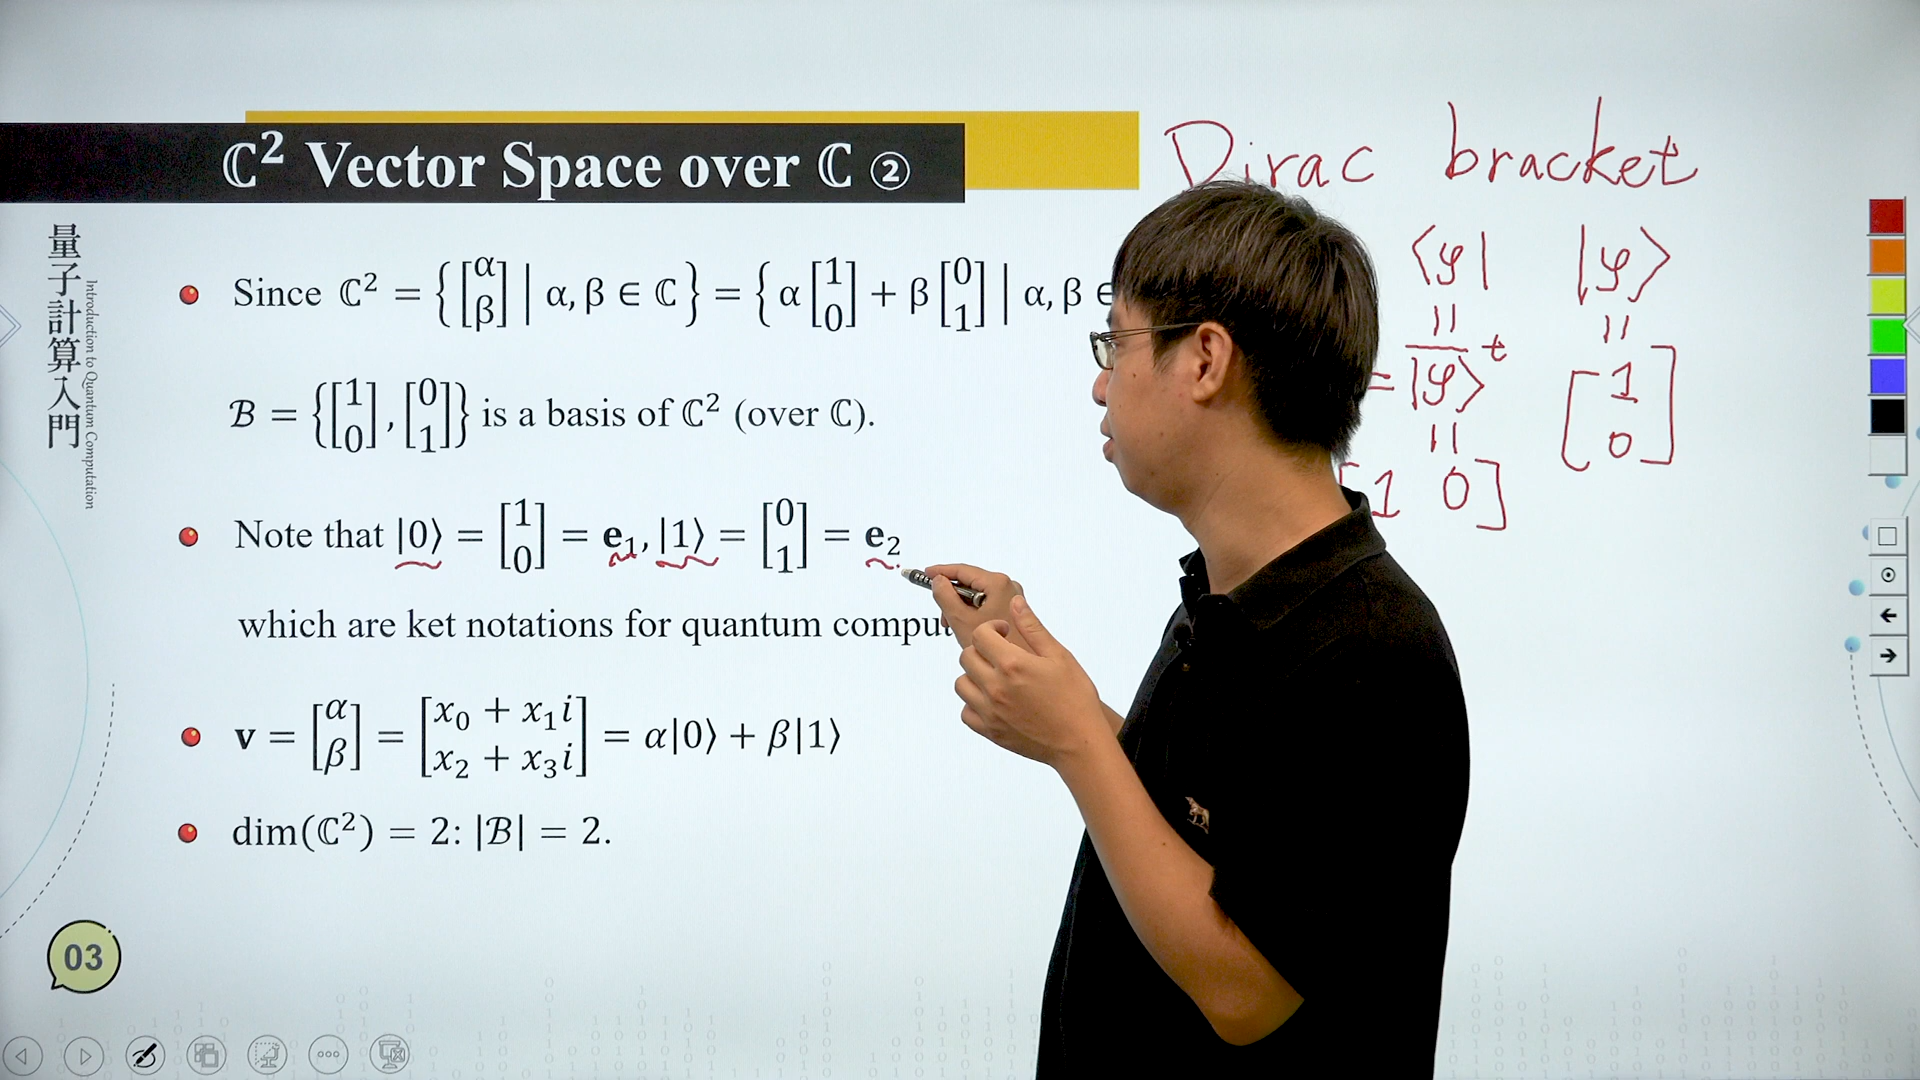 ℂ² Vector Space over ℂ ②
Dirac bracket
量子計算入門
Introduction to Quantum Computation
Since ℂ² = {[α β] | α, β ∈ ℂ} = {α [1 0] + β [0 1] | α, β ∈
ℬ = {[1 0], [0 1]} is a basis of ℂ² (over ℂ).
Note that |0⟩ = [1 0] = e₁, |1⟩ = [0 1] = e₂
which are ket notations for quantum comput
v = [α β] = [x₀ + x₁i x₂ + x₃i] = α|0⟩ + β|1⟩
dim(ℂ²) = 2: |ℬ| = 2.
⟨φ| |φ⟩
= |φ⟩ t [1 0]
[1 0]
03